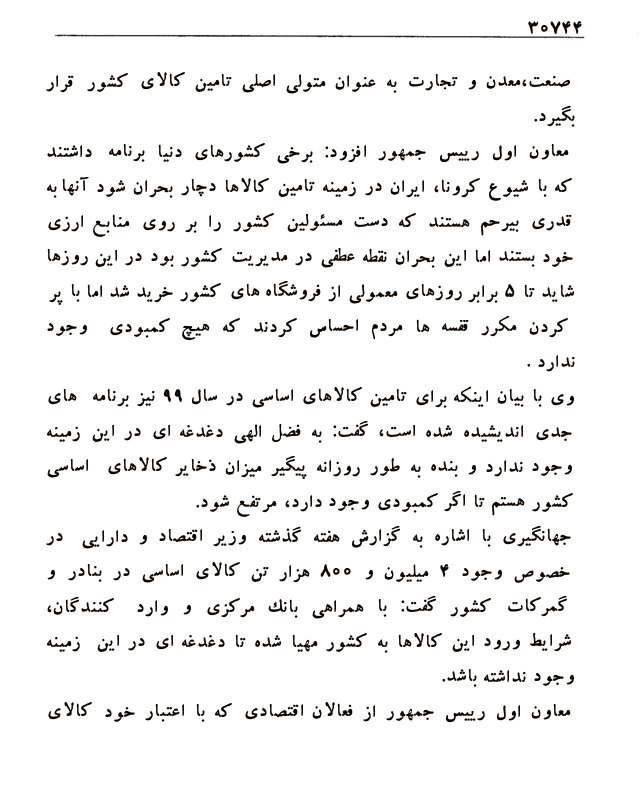 ۳۰۷۴۴
صنعت،معدن و تجارت به عنوان متولی اصلی تامین کالای کشور قرار
بگیرد.
معاون اول رییس جمهور افزود: برخی کشورهای دنیا برنامه داشتند
که با شیوع کرونا، ایران در زمینه تامین کالاها دچار بحران شود آنها به
قدری بیرحم هستند که دست مسئولین کشور را بر روی منابع ارزی
خود بستند اما این بحران نقطه عطفی در مدیریت کشور بود در این روزها
شاید تا ۵ برابر روزهای معمولی از فروشگاه های کشور خرید شد اما با پر
کردن مکرر قفسه ها مردم احساس کردند که هیچ کمبودی وجود
ندارد .
وی با بیان اینکه برای تامین کالاهای اساسی در سال ۹۹ نیز برنامه های
جدی اندیشیده شده است، گفت: به فضل الهی دغدغه ای در این زمینه
وجود ندارد و بنده به طور روزانه پیگیر میزان ذخایر کالاهای اساسی
کشور هستم تا اگر کمبودی وجود دارد، مرتفع شود.
جهانگیری با اشاره به گزارش هفته گذشته وزیر اقتصاد و دارایی در
خصوص وجود ۴ میلیون و ۸۰۰ هزار تن کالای اساسی در بنادر و
گمرکات کشور گفت: با همراهی بانک مرکزی و وارد کنندگان،
شرایط ورود این کالاها به کشور مهیا شده تا دغدغه ای در این زمینه
وجود نداشته باشد.
معاون اول رییس جمهور از فعالان اقتصادی که با اعتبار خود کالای